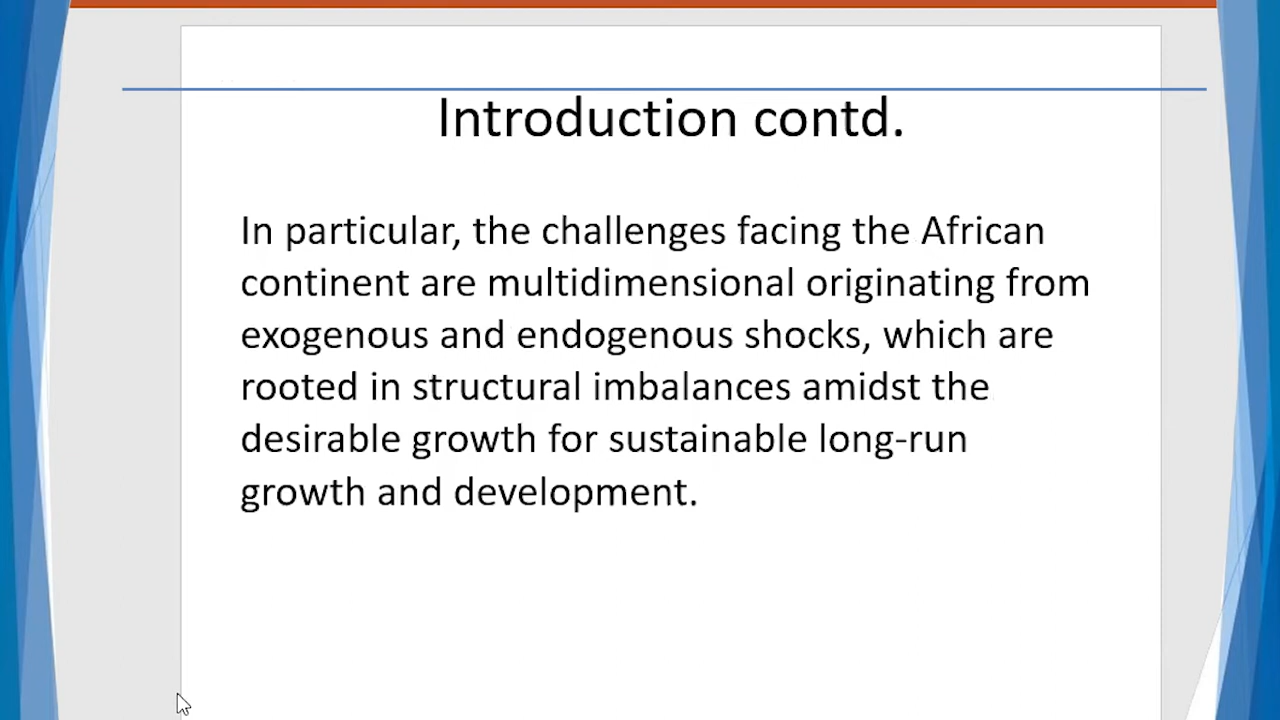 Introduction contd.
In particular, the challenges facing the African
continent are multidimensional originating from
exogenous and endogenous shocks, which are
rooted in structural imbalances amidst the
desirable growth for sustainable long-run
growth and development.